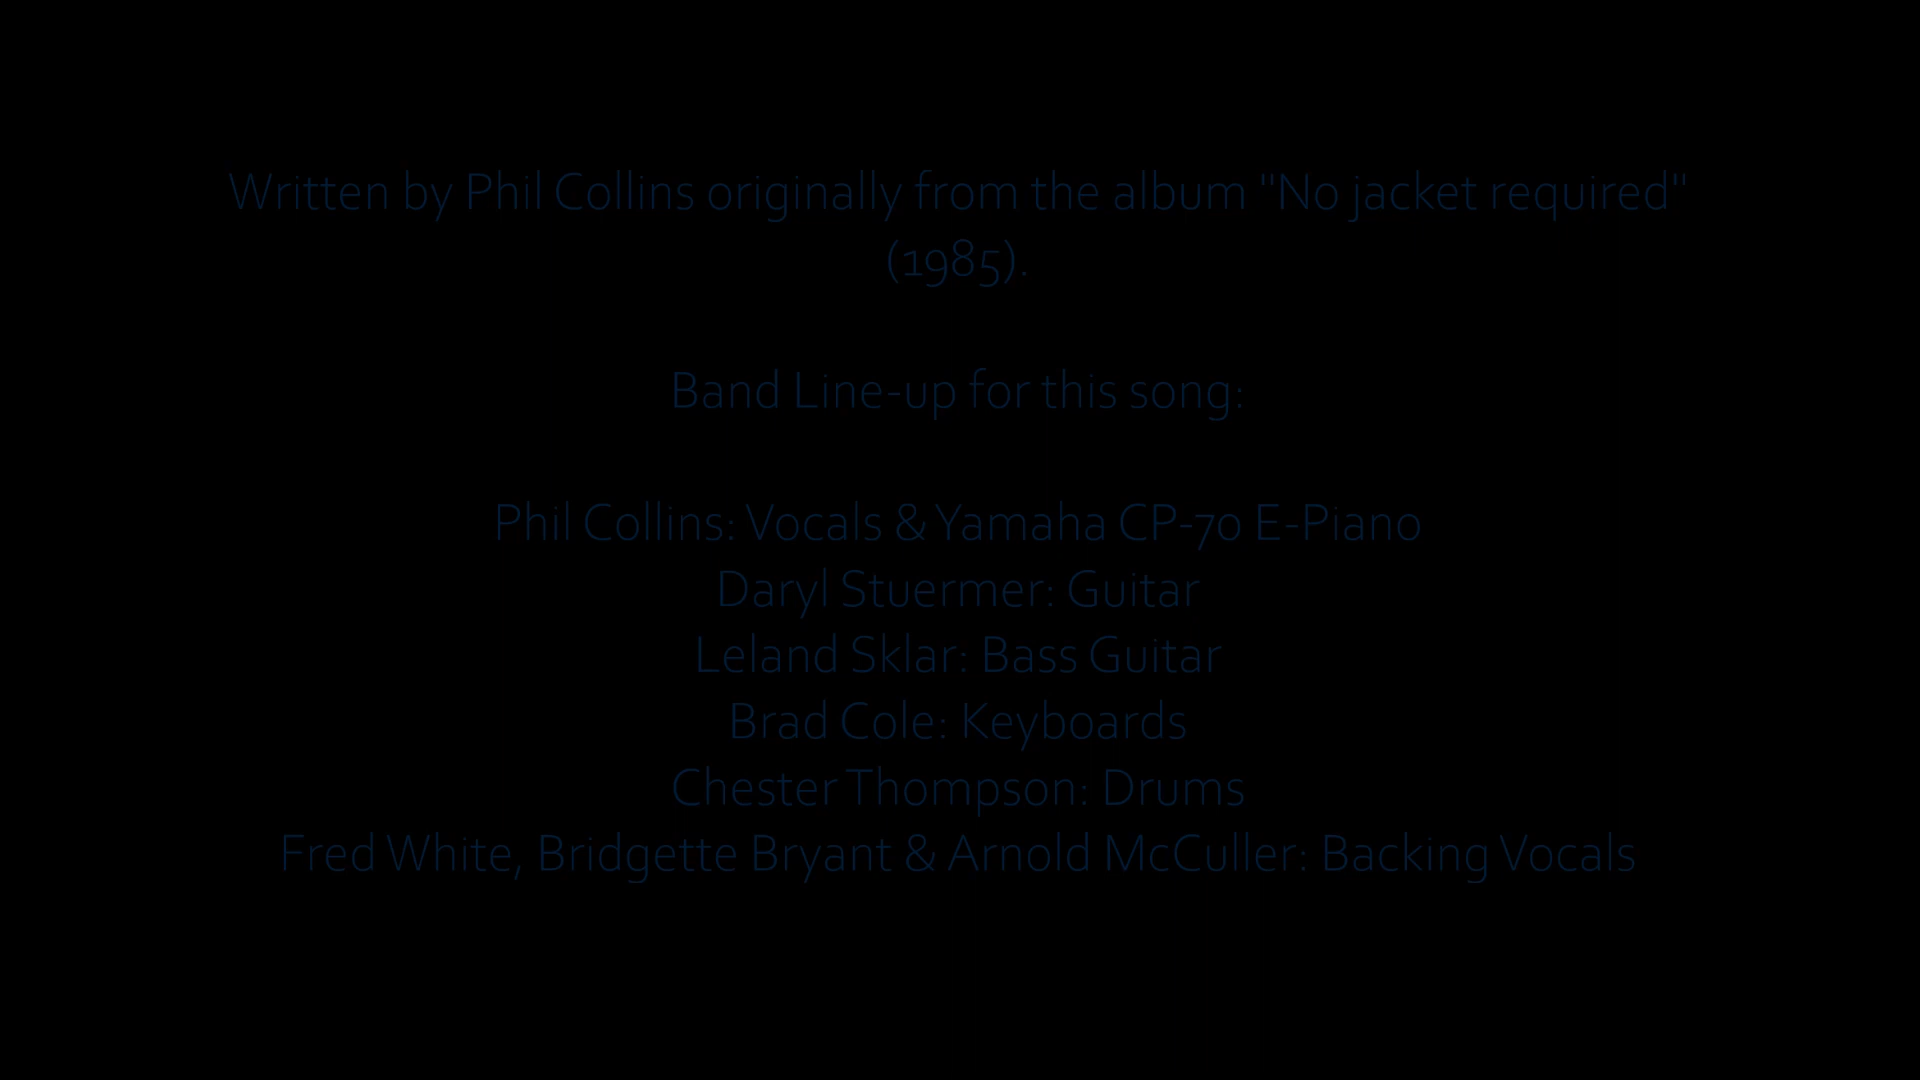 Written by Phil Collins originally from the album "No jacket required"
(1985).
Band Line-up for this song:
Phil Collins: Vocals & Yamaha CP-70 E-Piano
Daryl Stuermer: Guitar
Leland Sklar: Bass Guitar
Brad Cole: Keyboards
Chester Thompson: Drums
Fred White, Bridgette Bryant & Arnold McCuller: Backing Vocals